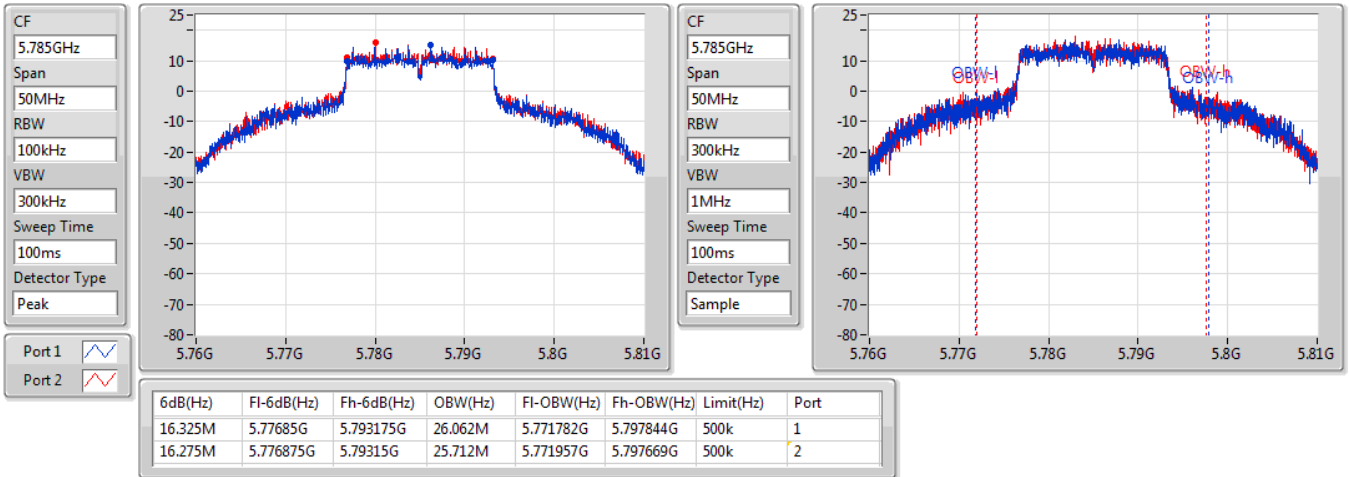 CF
5.785GHz
Span
50MHz
RBW
100kHz
VBW
300kHz
Sweep Time
100ms
Detector Type
Peak
Port 1
Port 2
25
10
0
-10
-20
-30
-40
-50
-60
-70
-80
5.76G 5.77G 5.78G 5.79G 5.8G 5.81G
CF
5.785GHz
Span
50MHz
RBW
300kHz
VBW
1MHz
Sweep Time
100ms
Detector Type
Sample
25
10
0
-10
-20
-30
-40
-50
-60
-70
-80
OBW-l OBW-h
OBW-l OBW-h
5.76G 5.77G 5.78G 5.79G 5.8G 5.81G
6dB(Hz) Fl-6dB(Hz) Fh-6dB(Hz) OBW(Hz) Fl-OBW(Hz) Fh-OBW(Hz) Limit(Hz) Port
16.325M 5.77685G 5.793175G 26.062M 5.771782G 5.797844G 500k 1
16.275M 5.776875G 5.79315G 25.712M 5.771957G 5.797669G 500k 2